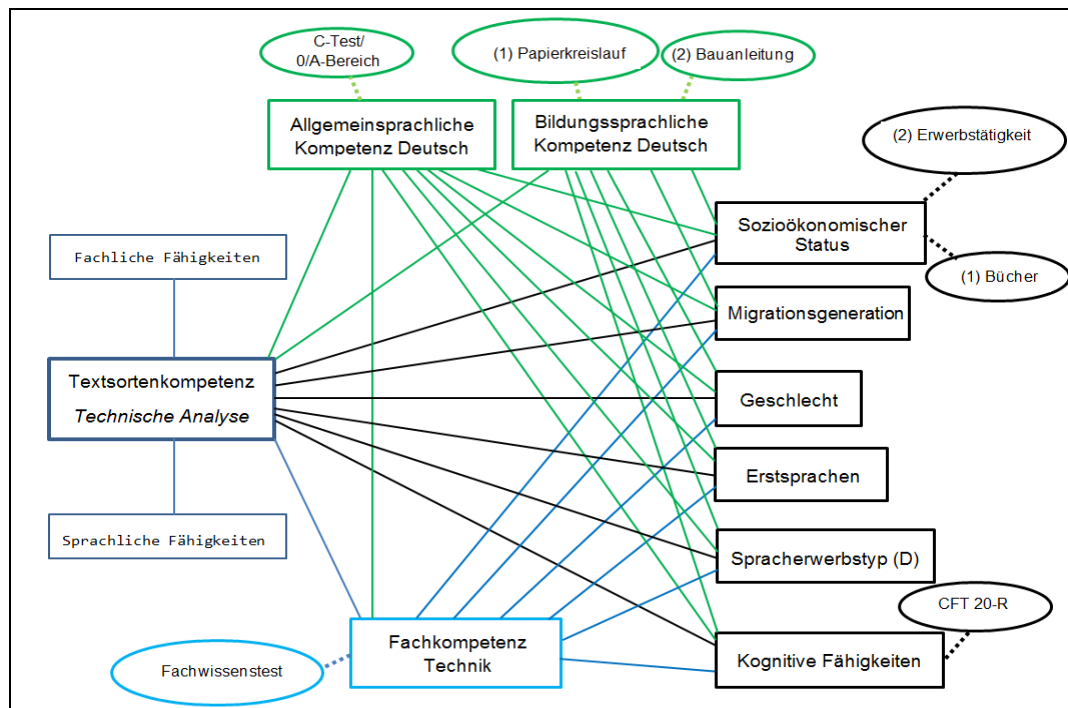 C-Test/
0/A-Bereich
(1) Papierkreislauf
(2) Bauanleitung
Allgemeinsprachliche
Kompetenz Deutsch
Bildungssprachliche
Kompetenz Deutsch
(2) Erwerbstätigkeit
Sozioökonomischer
Status
(1) Bücher
Fachliche Fähigkeiten
Migrationsgeneration
Textsortenkompetenz
Technische Analyse
Geschlecht
Erstsprachen
Sprachliche Fähigkeiten
Spracherwerbstyp (D)
CFT 20-R
Fachkompetenz
Technik
Kognitive Fähigkeiten
Fachwissenstest